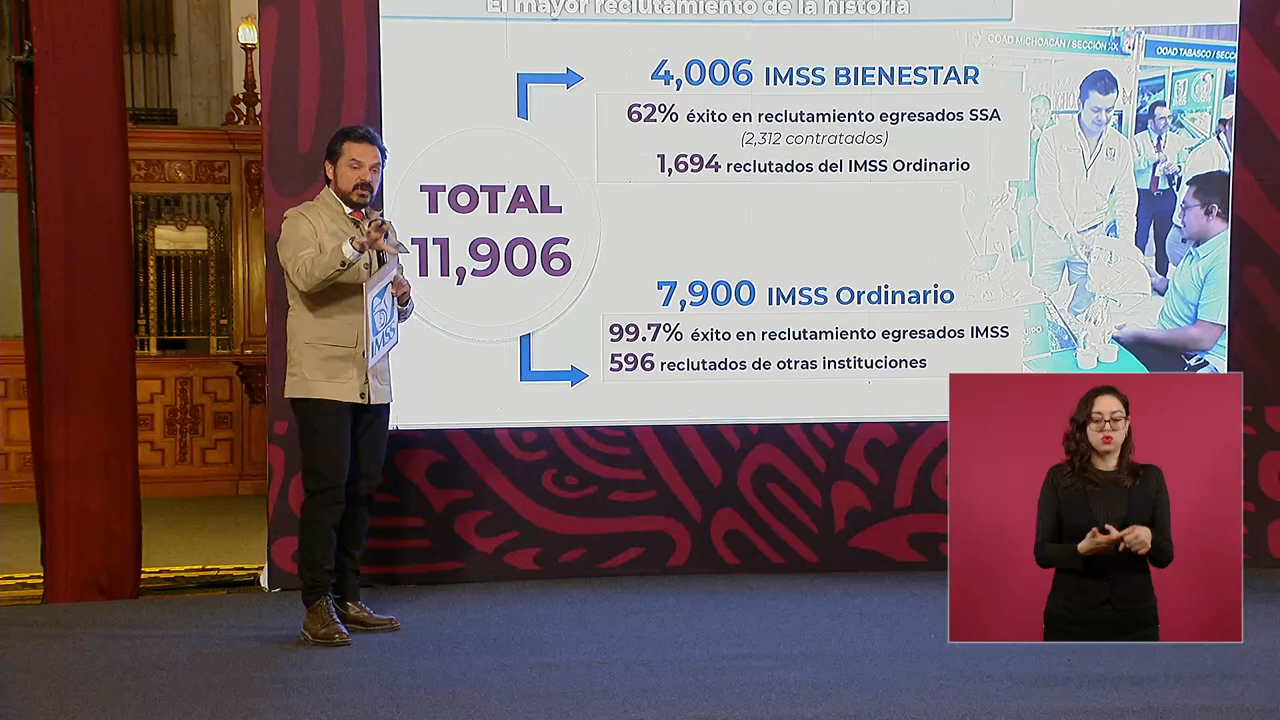 El mayor reclutamiento de la historia
4,006 IMSS BIENESTAR
62% éxito en reclutamiento egresados SSA
(2,312 contratados)
1,694 reclutados del IMSS Ordinario
TOTAL
11,906
7,900 IMSS Ordinario
99.7% éxito en reclutamiento egresados IMSS
596 reclutados de otras instituciones
OOAD MICHOACÁN / SECCIÓN XX
OOAD TABASCO / SECC
IMSS